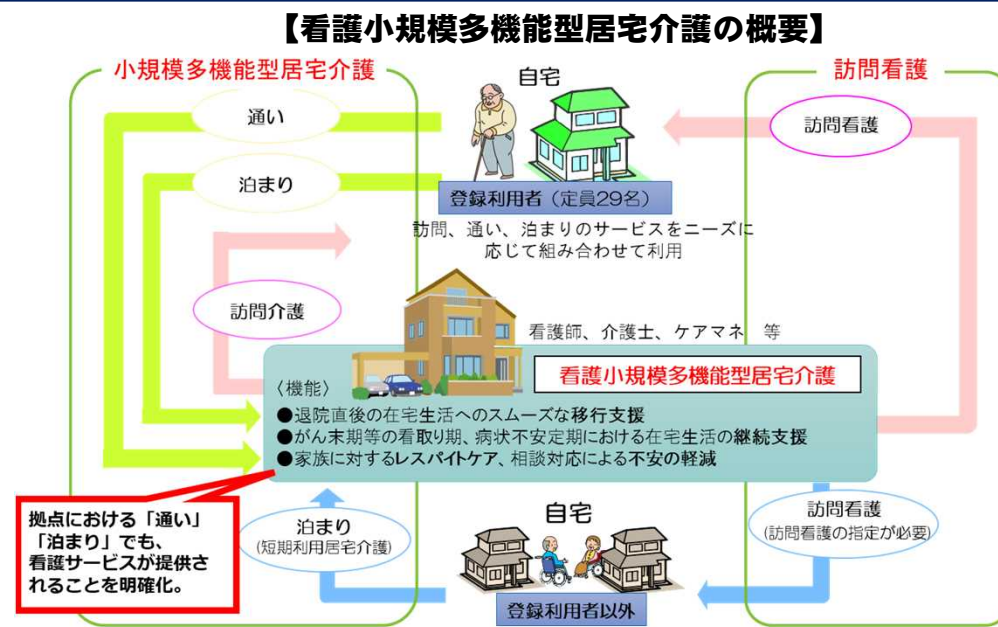 【看護小規模多機能型居宅介護の概要】
小規模多機能型居宅介護
自宅
訪問看護
通い
訪問看護
泊まり
登録利用者（定員29名）
訪問、通い、泊まりのサービスをニーズに
応じて組み合わせて利用
訪問介護
看護師、介護士、ケアマネ　等
看護小規模多機能型居宅介護
〈機能〉
●退院直後の在宅生活へのスムーズな移行支援
●がん末期等の看取り期、病状不安定期における在宅生活の継続支援
●家族に対するレスパイトケア、相談対応による不安の軽減
拠点における「通い」
「泊まり」でも、
看護サービスが提供さ
れることを明確化。
泊まり
(短期利用居宅介護)
自宅
訪問看護
(訪問看護の指定が必要)
登録利用者以外